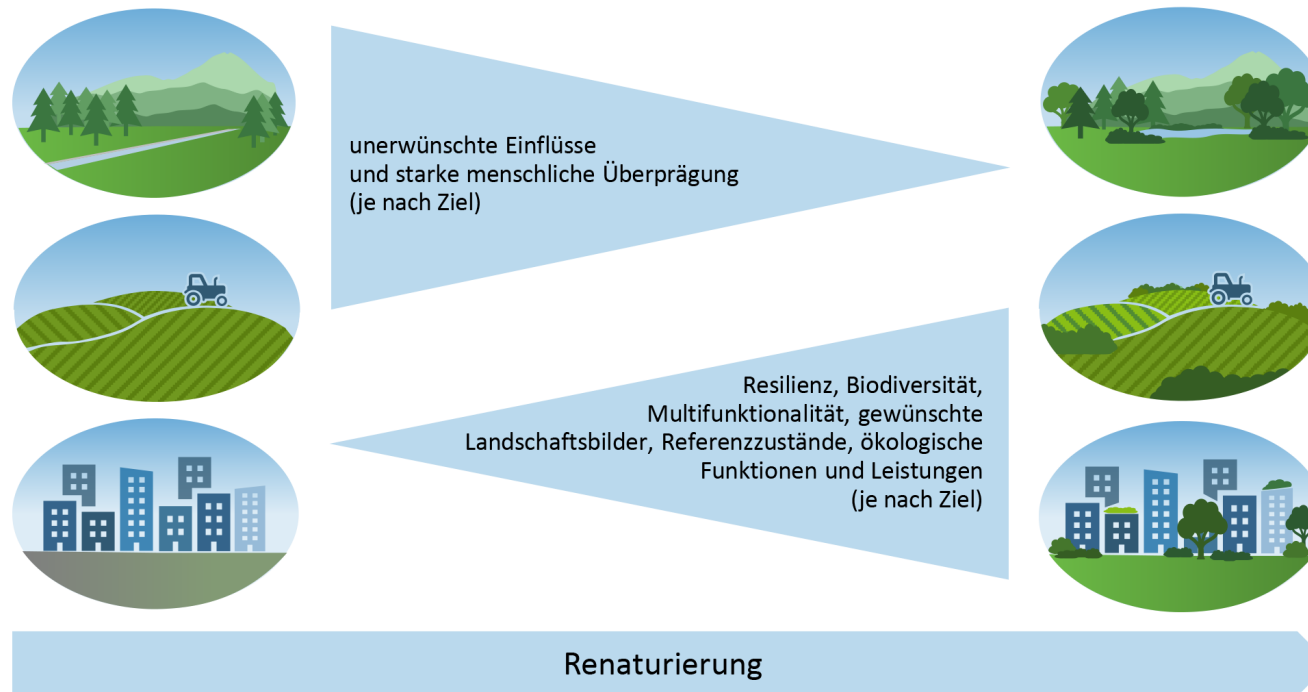 unerwünschte Einflüsse
und starke menschliche Überprägung
(je nach Ziel)
Resilienz, Biodiversität,
Multifunktionalität, gewünschte
Landschaftsbilder, Referenzzustände, ökologische
Funktionen und Leistungen
(je nach Ziel)
Renaturierung